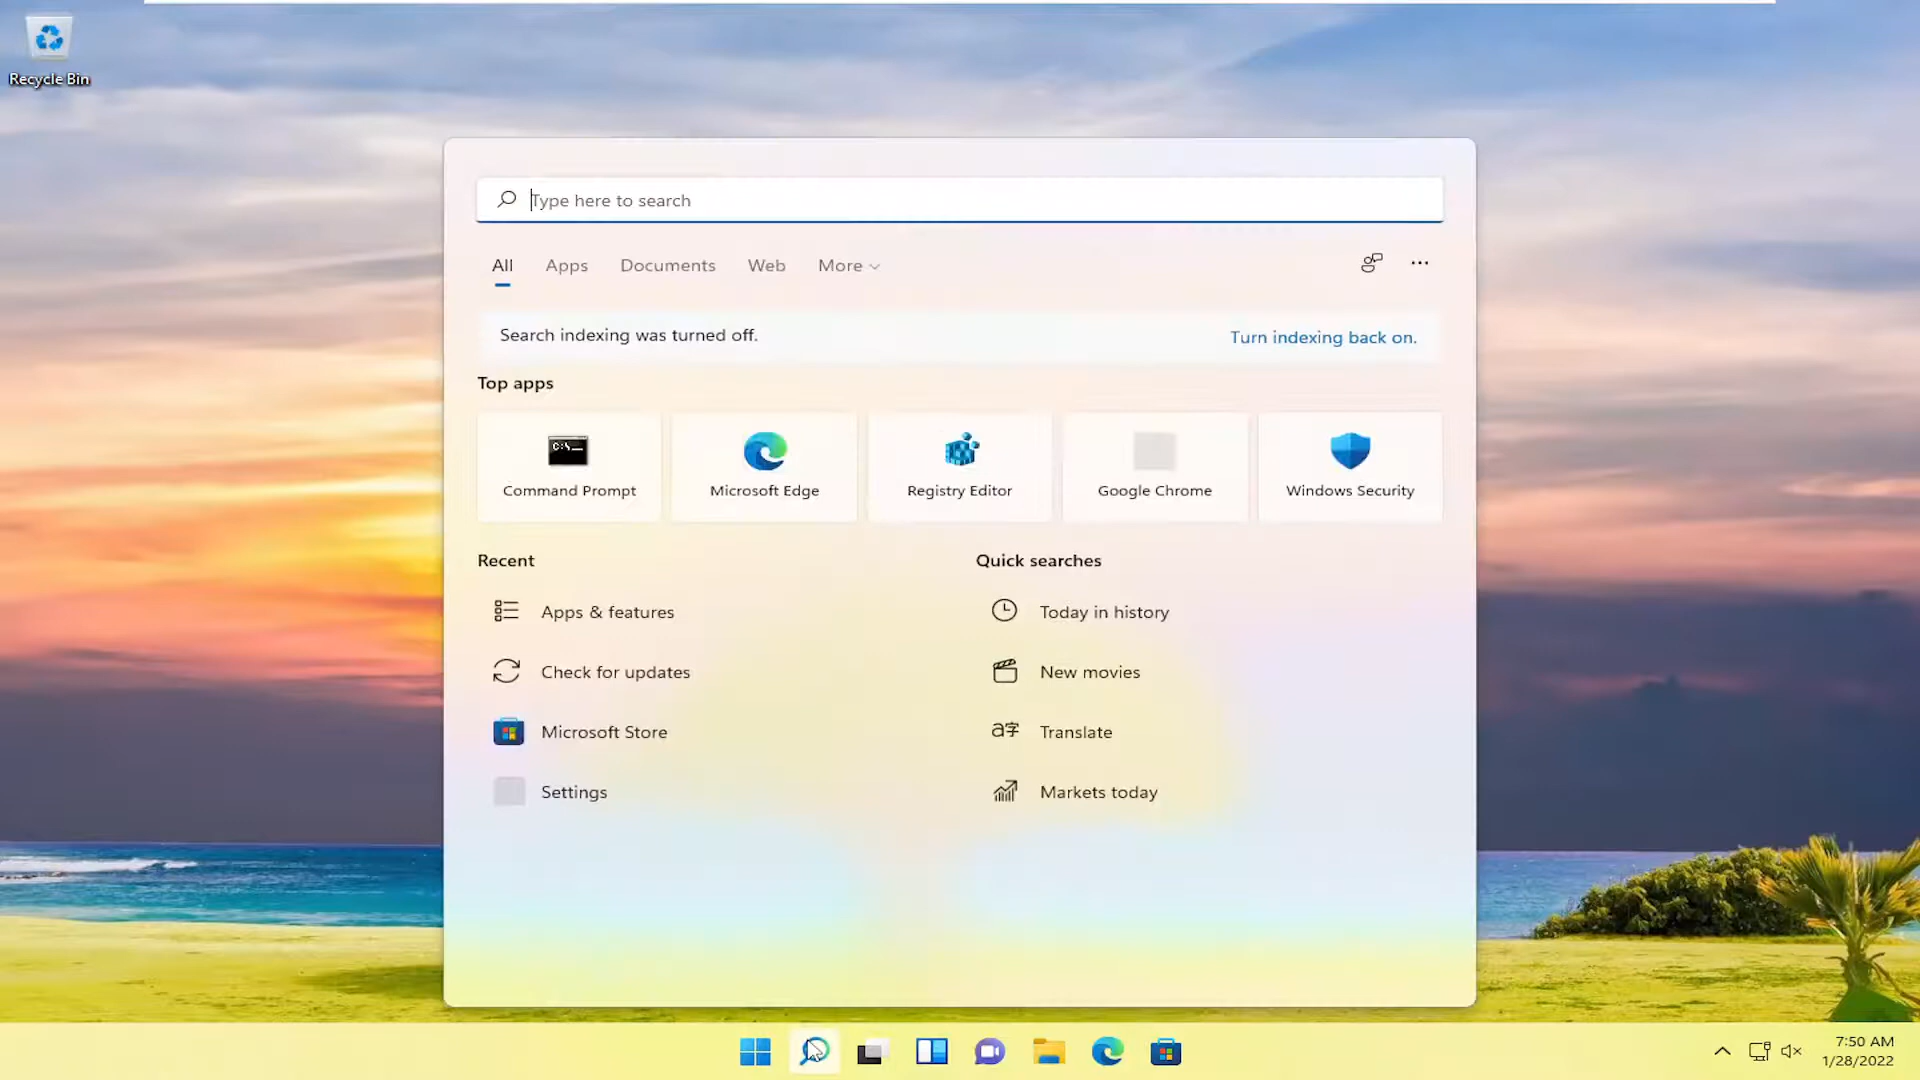 Recycle Bin
Type here to search
All Apps Documents Web More
Search indexing was turned off. Turn indexing back on.
Top apps
C:\
Command Prompt Microsoft Edge Registry Editor Google Chrome Windows Security
Recent Quick searches
Apps & features Today in history
Check for updates New movies
a字
Microsoft Store Translate
Settings Markets today
7:50 AM
1/28/2022